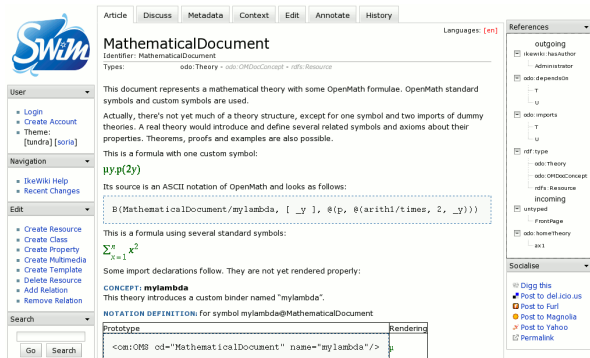 SWiM
User
Login
Create Account
Theme:
[tundra] [soria]
Navigation
IkeWiki Help
Recent Changes
Edit
Create Resource
Create Class
Create Property
Create Multimedia
Create Template
Delete Resource
Add Relation
Remove Relation
Search
Go Search
Article Discuss Metadata Context Edit Annotate History
Languages: [en]
MathematicalDocument
Identifier: MathematicalDocument
Types: odo:Theory • odo:OMDocConcept • rdfs:Resource
This document represents a mathematical theory with some OpenMath formulae. OpenMath standard
symbols and custom symbols are used.
Actually, there's not yet much of a theory structure, except for one symbol and two imports of dummy
theories. A real theory would introduce and define several related symbols and axioms about their
properties. Theorems, proofs and examples are also possible.
This is a formula with one custom symbol:
μy.p(2y)
Its source is an ASCII notation of OpenMath and looks as follows:
B(MathematicalDocument/mylambda, [ _y ], @(p, @(arith1/times, 2, _y)))
This is a formula using several standard symbols:
∑ⁿₓ₌₁ x²
Some import declarations follow. They are not yet rendered properly:
CONCEPT: mylambda
This theory introduces a custom binder named "mylambda".
NOTATION DEFINITION: for symbol mylambda@MathematicalDocument
Prototype Rendering
<om:OMS cd="MathematicalDocument" name="mylambda"/> μ
References
outgoing
ikewiki:hasAuthor
Administrator
odo:dependsOn
T
U
odo:imports
T
U
rdf:type
odo:Theory
odo:OMDocConcept
rdfs:Resource
incoming
untyped
FrontPage
odo:homeTheory
ax1
Socialise
Digg this
Post to del.icio.us
Post to Furl
Post to Magnolia
Post to Yahoo
Permalink